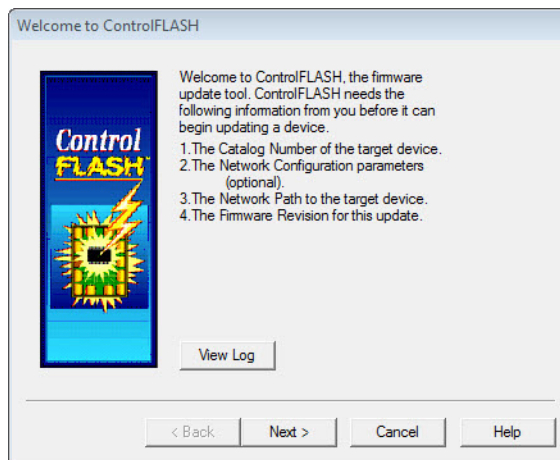 Welcome to ControlFLASH
Control
FLASH
Welcome to ControlFLASH, the firmware
update tool. ControlFLASH needs the
following information from you before it can
begin updating a device.
1.The Catalog Number of the target device.
2.The Network Configuration parameters
(optional).
3.The Network Path to the target device.
4.The Firmware Revision for this update.
View Log
< Back
Next >
Cancel
Help